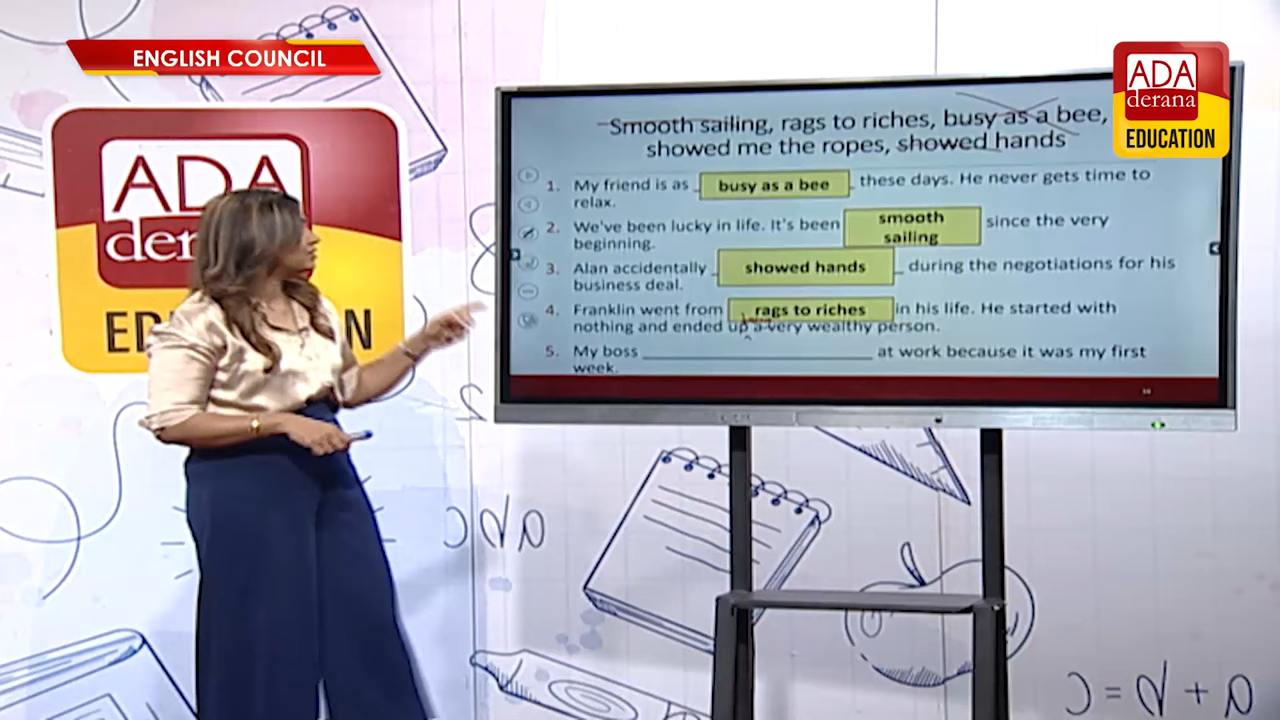 ENGLISH COUNCIL
ADA
derana
EDUCATION
ADA
der
ED
N
Smooth sailing, rags to riches, busy as a bee,
showed me the ropes, showed hands
1. My friend is as busy as a bee these days. He never gets time to
relax.
2. We've been lucky in life. It's been smooth sailing since the very
beginning.
3. Alan accidentally showed hands during the negotiations for his
business deal.
4. Franklin went from rags to riches in his life. He started with
nothing and ended up a very wealthy person.
5. My boss ____________________ at work because it was my first
week.
a b c
a + b = c